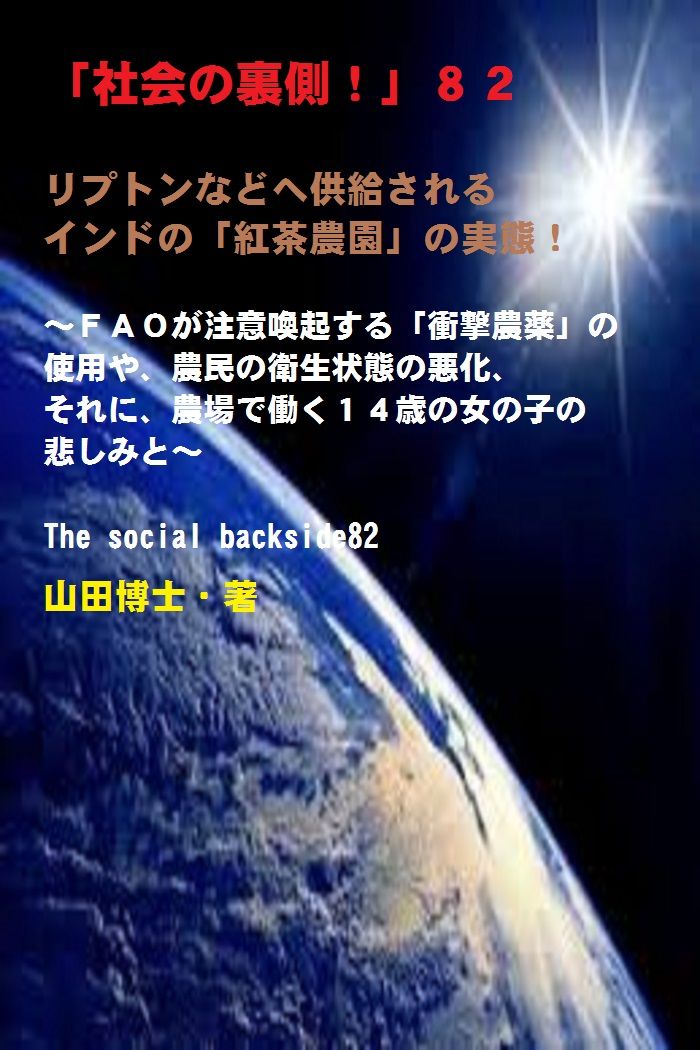 「社会の裏側！」８２
リプトンなどへ供給される
インドの「紅茶農園」の実態！
～ＦＡＯが注意喚起する「衝撃農薬」の
使用や、農民の衛生状態の悪化、
それに、農場で働く１４歳の女の子の
悲しみと～
The social backside82
山田博士・著